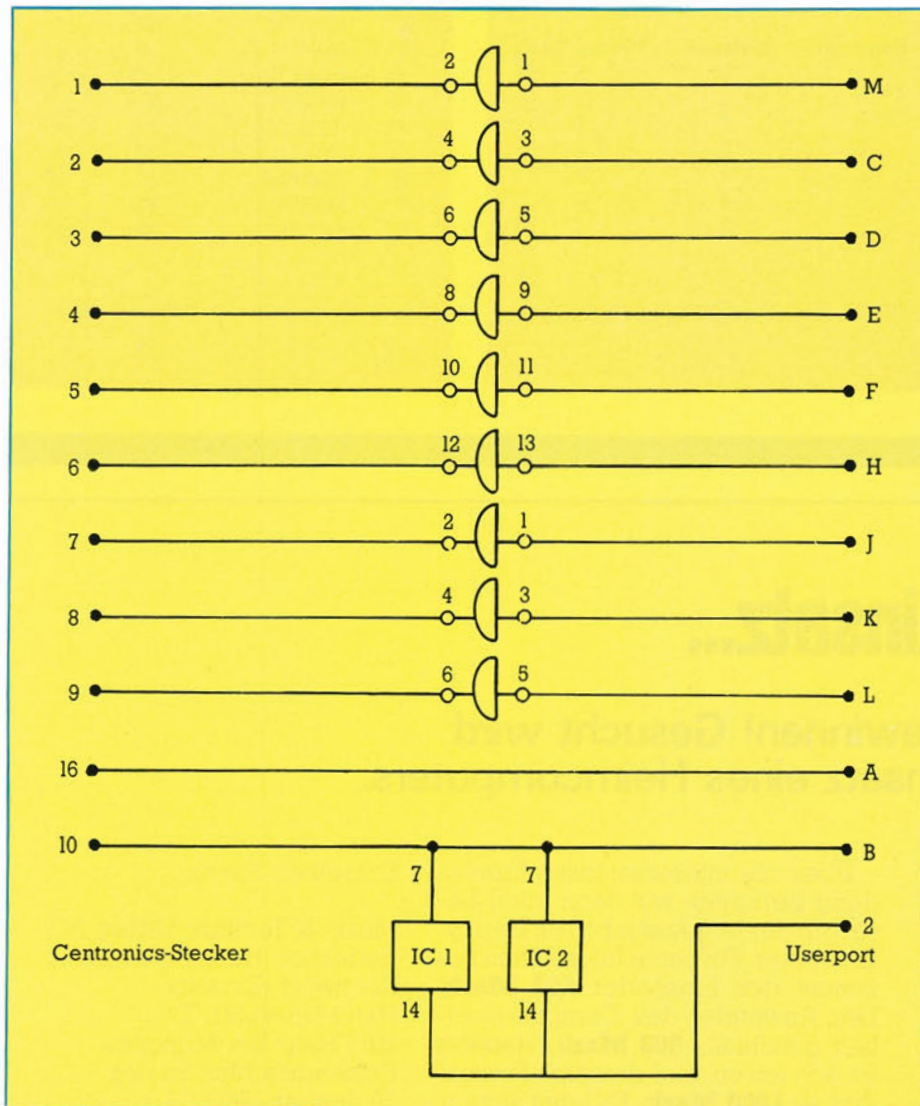 1 2 1 M
2 4 3 C
3 6 5 D
4 8 9 E
5 10 11 F
6 12 13 H
7 2 1 J
8 4 3 K
9 6 5 L
16 A
10 B
7 7
2
Centronics-Stecker IC 1 IC 2 Userport
14 14